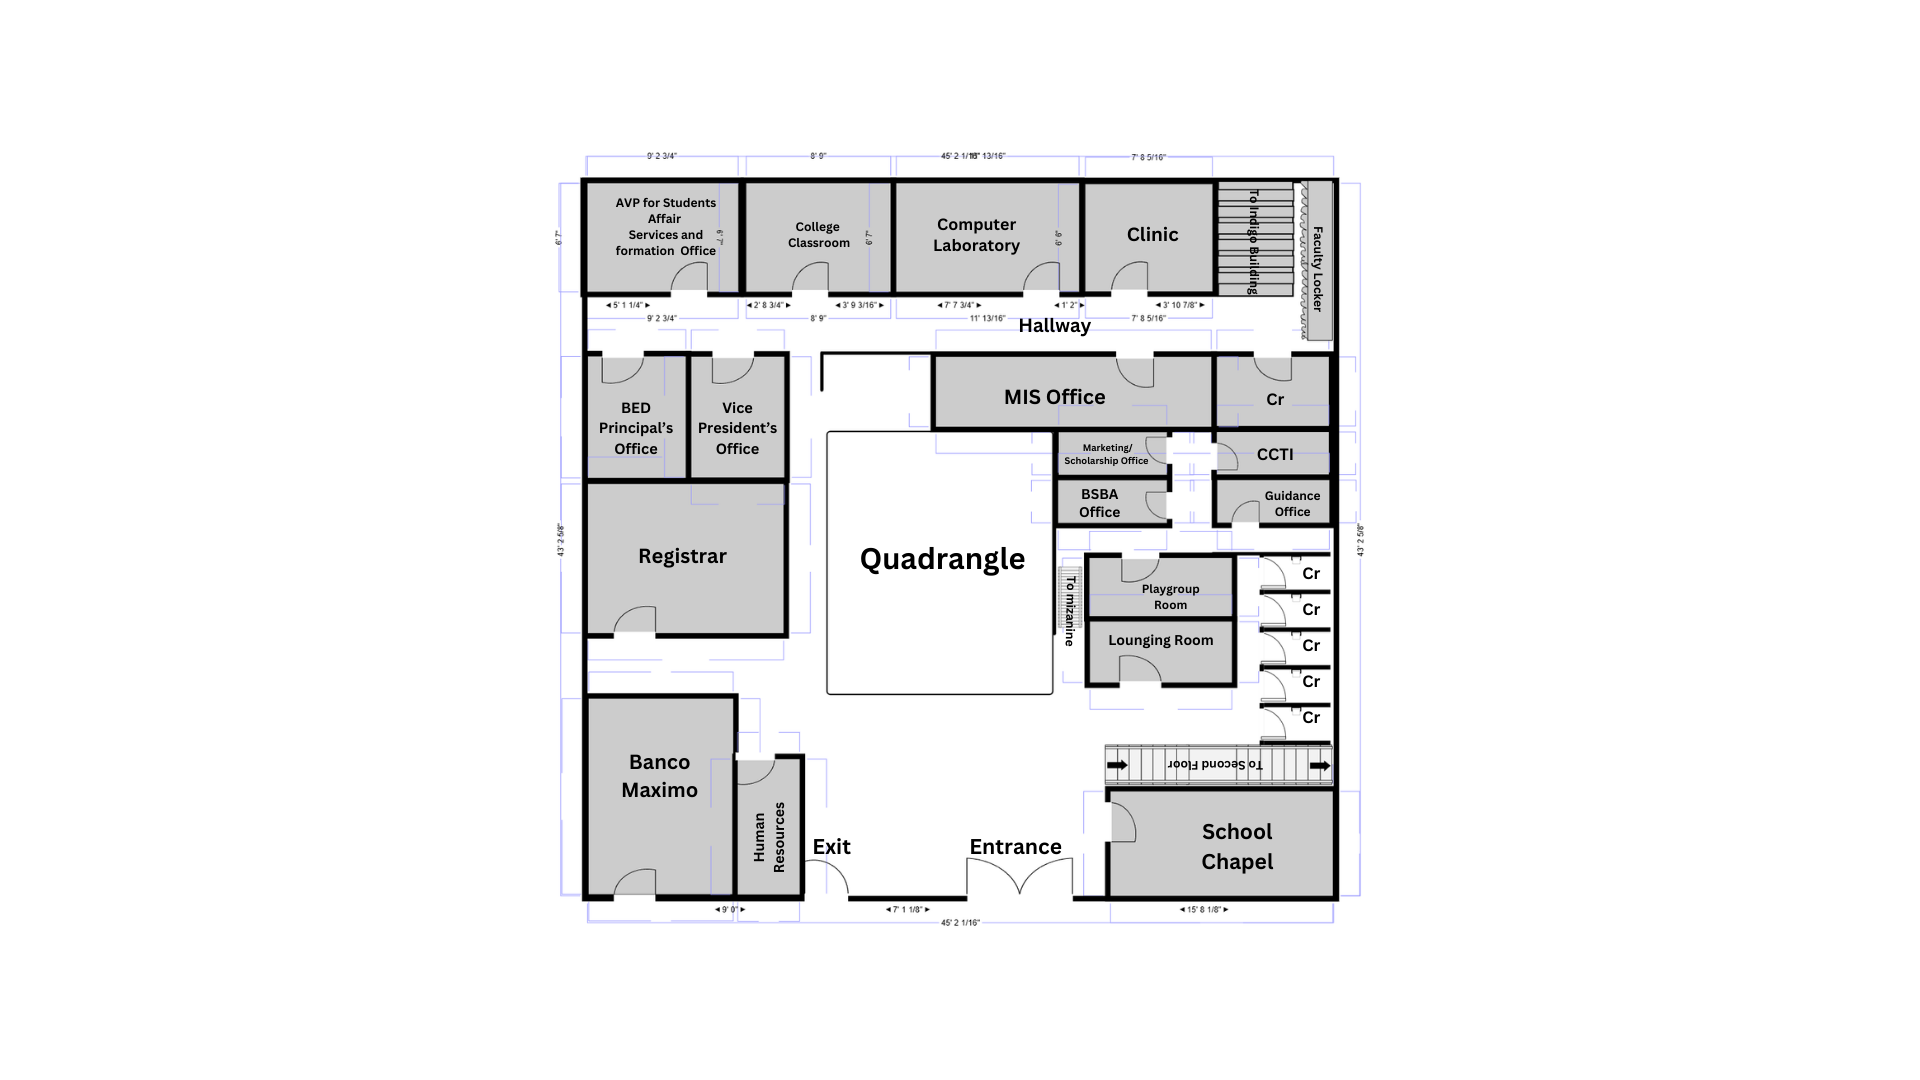 9' 2 3/4"
8' 9"
45' 2 1/16"
7' 8 5/16"
AVP for Students
Affair
Services and
formation Office
6' 7"
6' 7"
College
Classroom
6' 7"
Computer
Laboratory
6' 6"
Clinic
To Indigo Building
Faculty Locker
5' 1 1/4"
2' 8 3/4"
3' 9 3/16"
7' 7 3/4"
1' 2"
3' 10 7/8"
9' 2 3/4"
8' 9"
11' 13/16"
7' 8 5/16"
Hallway
BED
Principal's
Office
Vice
President's
Office
MIS Office
Cr
Marketing/
Scholarship Office
CCTI
BSBA
Office
Guidance
Office
43' 2 5/8"
Registrar
Quadrangle
43' 2 5/8"
To mizanine
Playgroup
Room
Lounging Room
Cr
Cr
Cr
Cr
Cr
To Second Floor
Banco
Maximo
Human
Resources
Exit
Entrance
School
Chapel
9' 0"
7' 1 1/8"
15' 8 1/8"
45' 2 1/16"